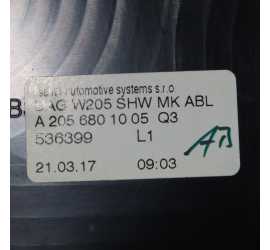 automotive systems s.r.o
BAG W205 SHW MK ABL
A 205 680 10 05 Q3
536399 L1
AB
21.03.17 09:03